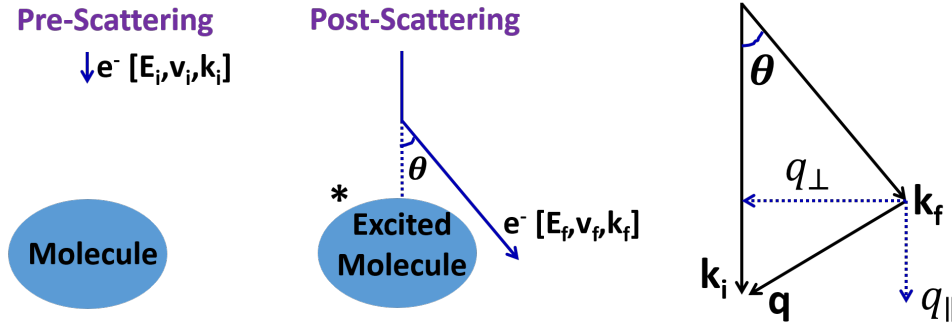 Pre-Scattering
e⁻ [Eᵢ,vᵢ,kᵢ]
Molecule
Post-Scattering
θ
*
Excited
Molecule
e⁻ [E_f,v_f,k_f]
θ
q⊥
k_f
kᵢ
q
q∥